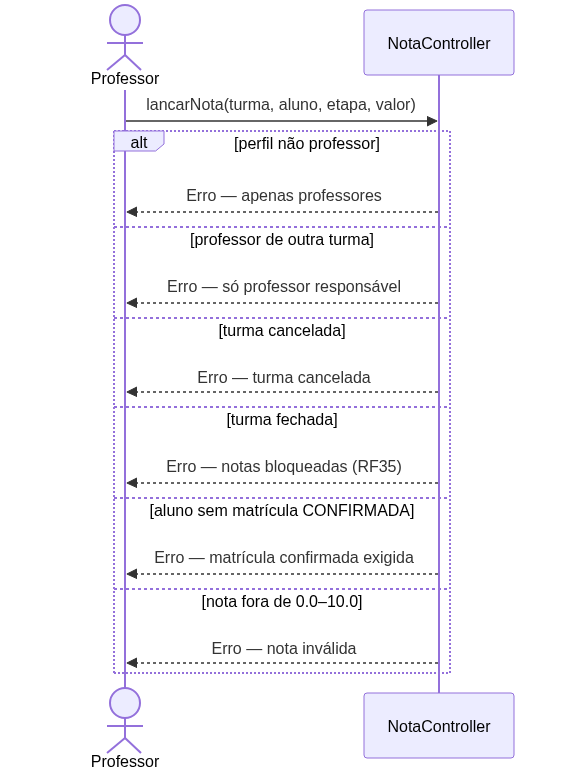 Professor
NotaController
lancarNota(turma, aluno, etapa, valor)
alt
[perfil não professor]
Erro — apenas professores
[professor de outra turma]
Erro — só professor responsável
[turma cancelada]
Erro — turma cancelada
[turma fechada]
Erro — notas bloqueadas (RF35)
[aluno sem matrícula CONFIRMADA]
Erro — matrícula confirmada exigida
[nota fora de 0.0–10.0]
Erro — nota inválida
Professor
NotaController